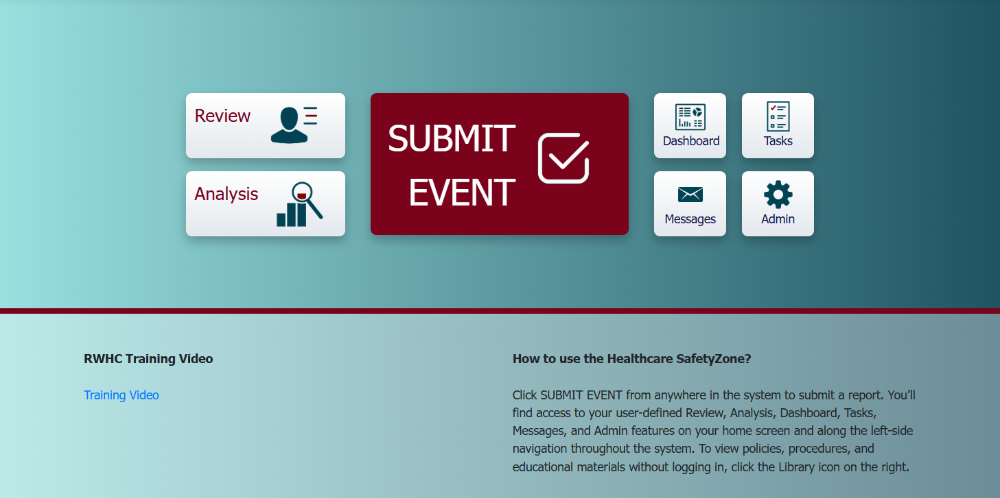 Review
Analysis
SUBMIT
EVENT
Dashboard
Tasks
Messages
Admin
RWHC Training Video
Training Video
How to use the Healthcare SafetyZone?
Click SUBMIT EVENT from anywhere in the system to submit a report. You’ll
find access to your user-defined Review, Analysis, Dashboard, Tasks,
Messages, and Admin features on your home screen and along the left-side
navigation throughout the system. To view policies, procedures, and
educational materials without logging in, click the Library icon on the right.